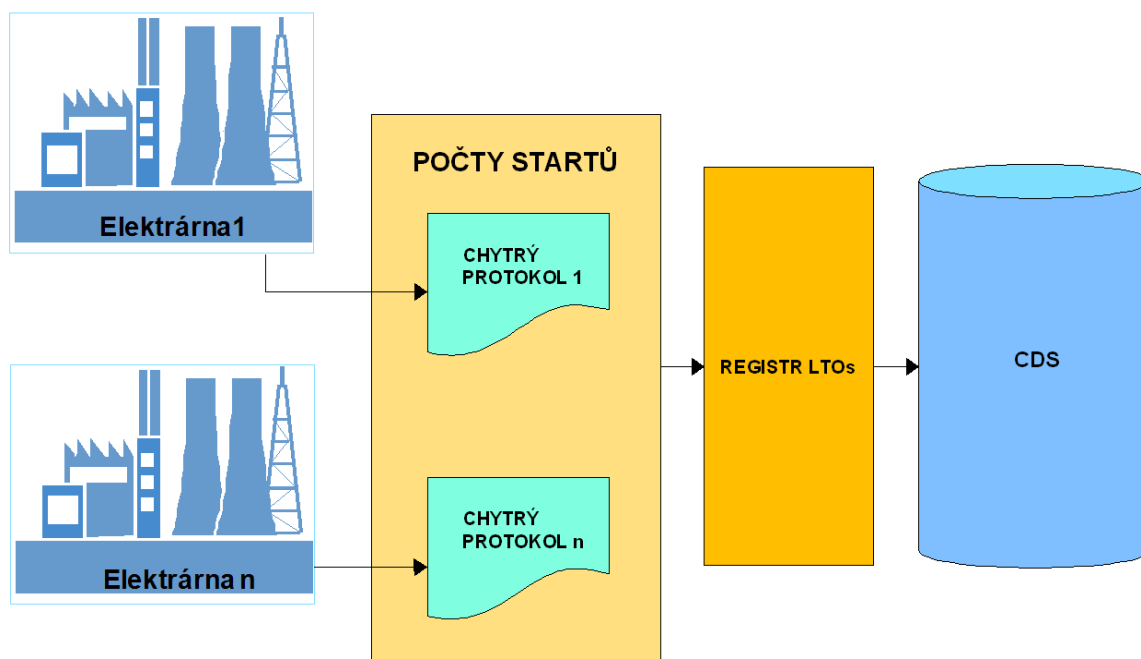 Elektrárna1
POČTY STARTŮ
CHYTRÝ
PROTOKOL 1
REGISTR LTOs
CDS
Elektrárna n
CHYTRÝ
PROTOKOL n